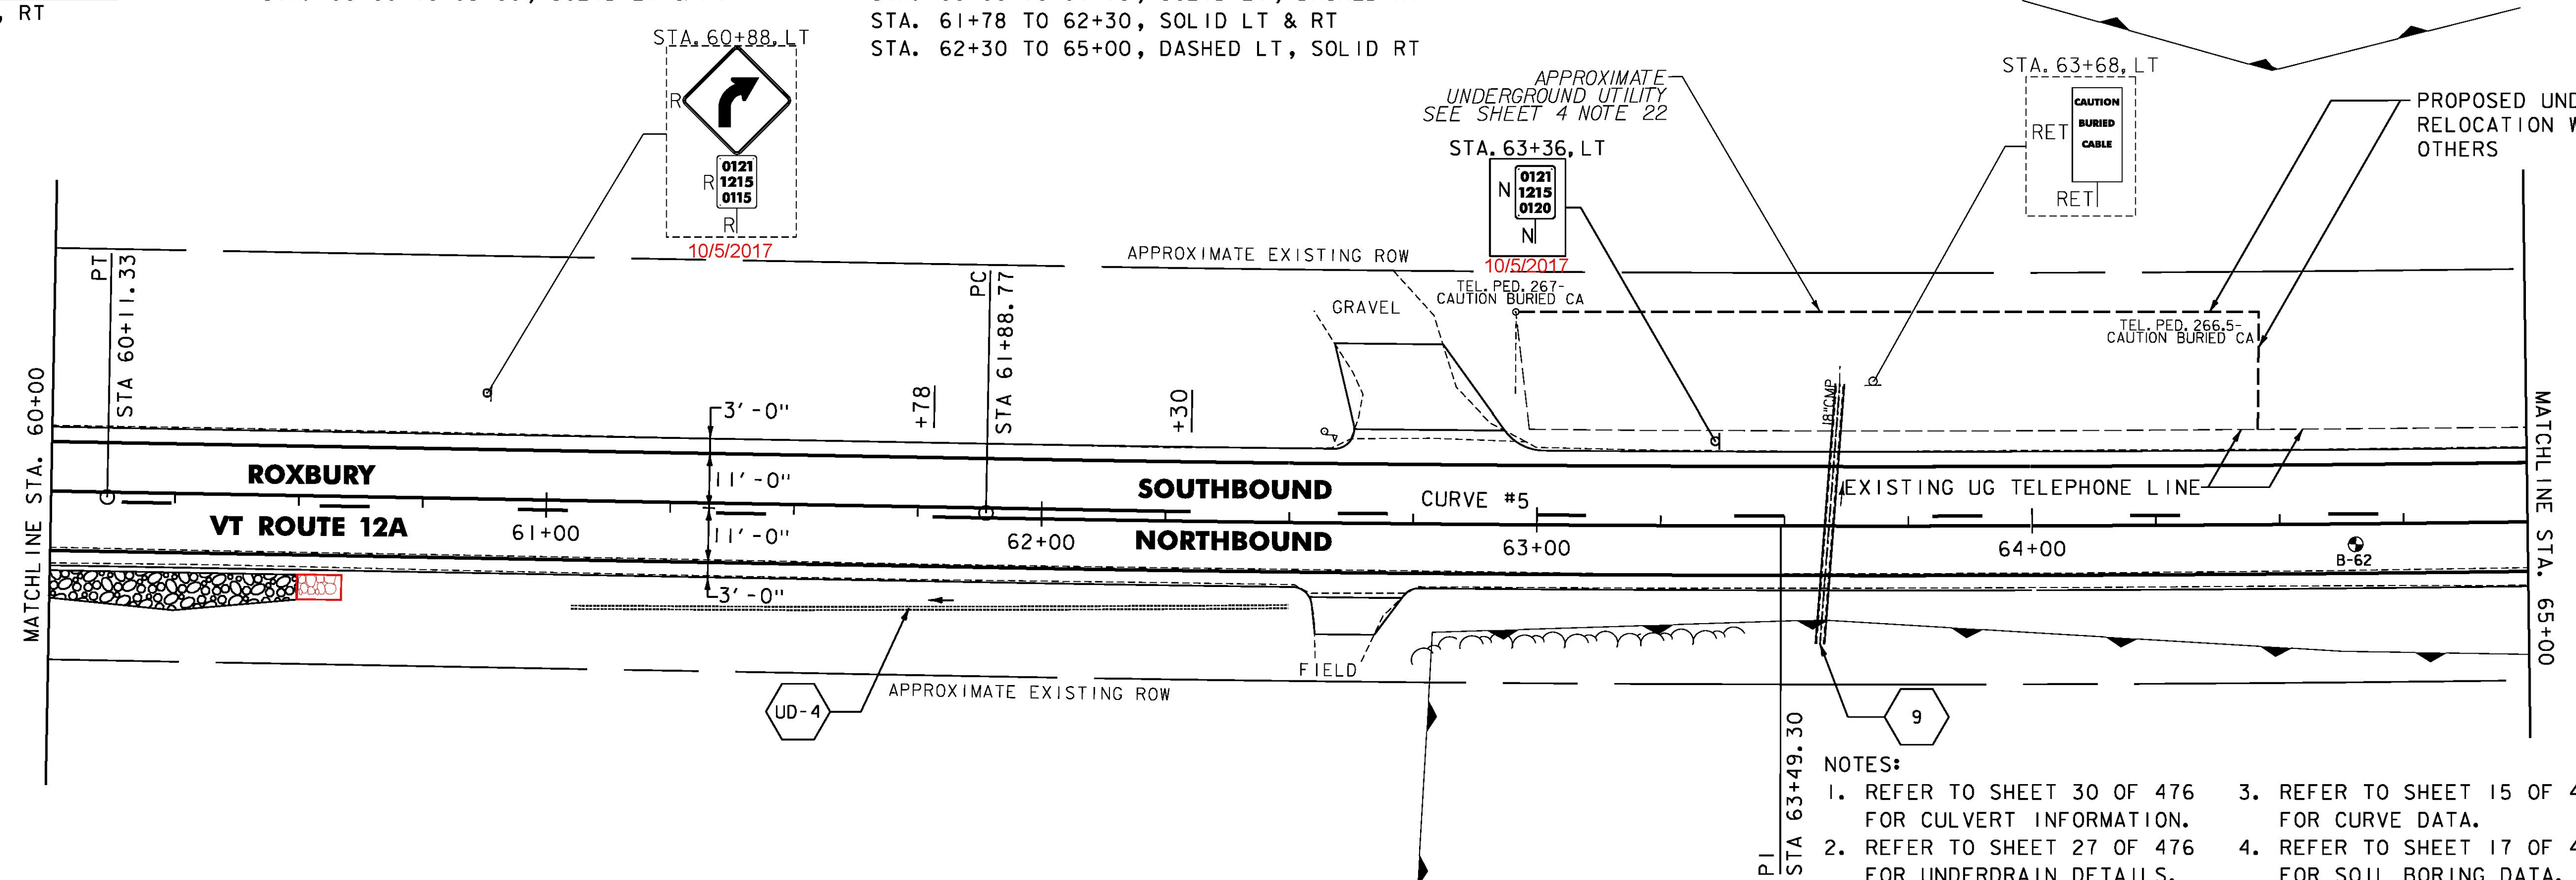 , RT
STA. 61+78 TO 62+30, SOLID LT & RT
STA. 62+30 TO 65+00, DASHED LT, SOLID RT
STA. 60+88, LT
R
0121
R 1215
0115
R
10/5/2017
APPROXIMATE
UNDERGROUND UTILITY
SEE SHEET 4 NOTE 22
STA. 63+36, LT
0121
N 1215
0120
N
10/5/2017
STA. 63+68, LT
CAUTION
RET BURIED
CABLE
RET
PROPOSED UND
RELOCATION W
OTHERS
APPROXIMATE EXISTING ROW
TEL. PED. 267-
CAUTION BURIED CA
GRAVEL
TEL. PED. 266.5-
CAUTION BURIED CA
PT
STA 60+11.33
PC
STA 61+88.77
+78
+30
3'-0"
11'-0"
11'-0"
3'-0"
18"CMP
MATCHLINE STA. 60+00
MATCHLINE STA. 65+00
ROXBURY
VT ROUTE 12A
SOUTHBOUND
NORTHBOUND
CURVE #5
EXISTING UG TELEPHONE LINE
61+00
62+00
63+00
64+00
B-62
FIELD
UD-4
APPROXIMATE EXISTING ROW
9
PI
STA 63+49.30
NOTES:
1. REFER TO SHEET 30 OF 476
FOR CULVERT INFORMATION.
2. REFER TO SHEET 27 OF 476
FOR UNDERDRAIN DETAILS.
3. REFER TO SHEET 15 OF 4
FOR CURVE DATA.
4. REFER TO SHEET 17 OF 4
FOR SOIL BORING DATA.